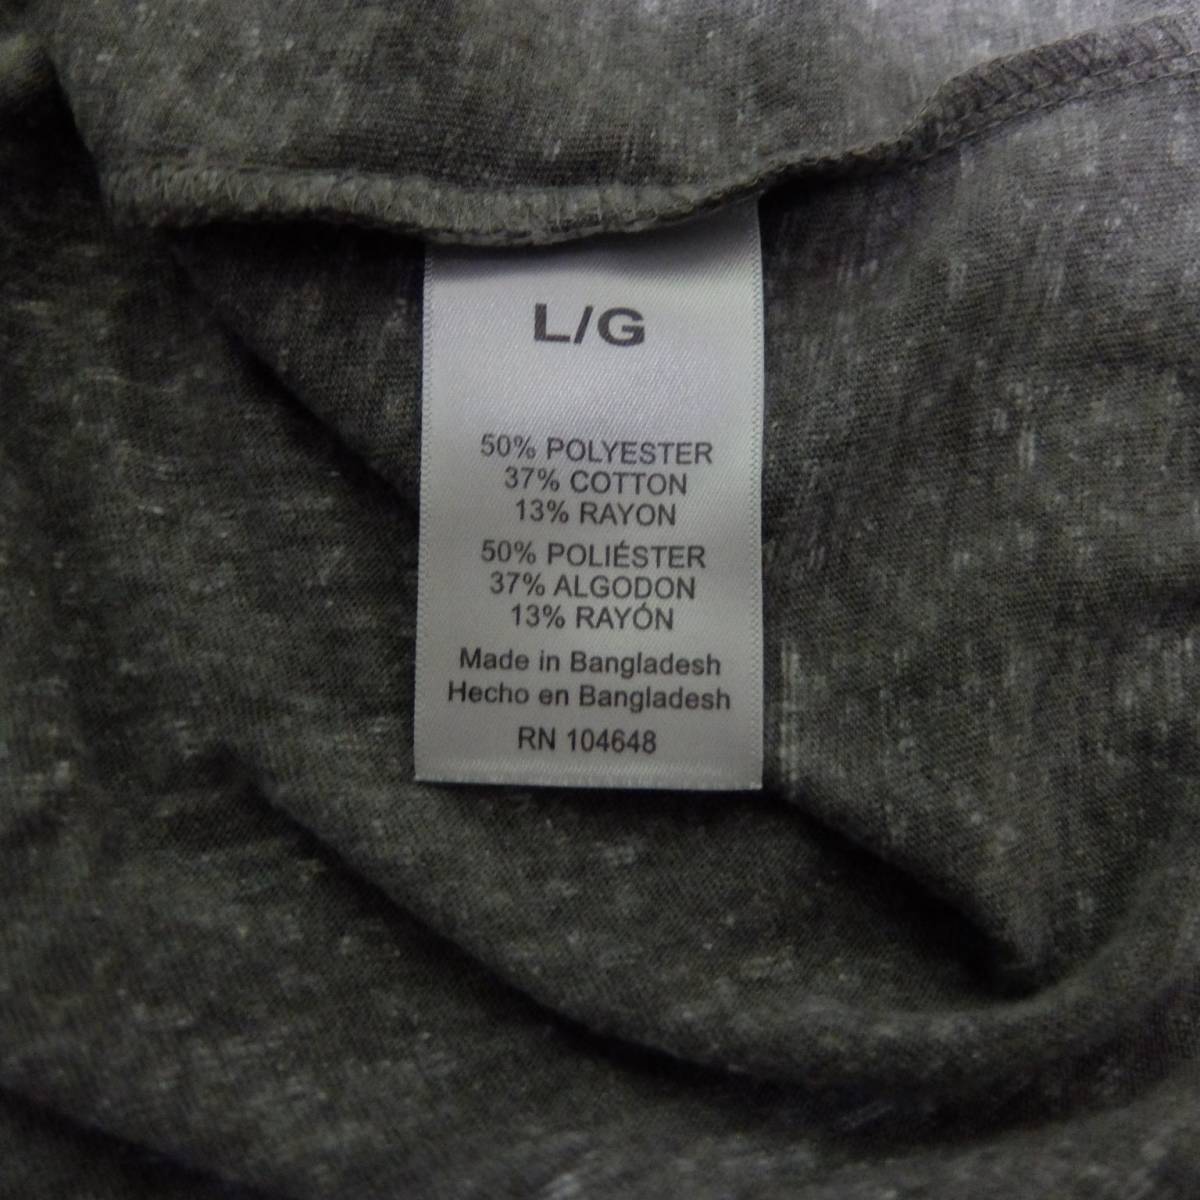 L/G
50% POLYESTER
37% COTTON
13% RAYON
50% POLIÉSTER
37% ALGODON
13% RAYÓN
Made in Bangladesh
Hecho en Bangladesh
RN 104648